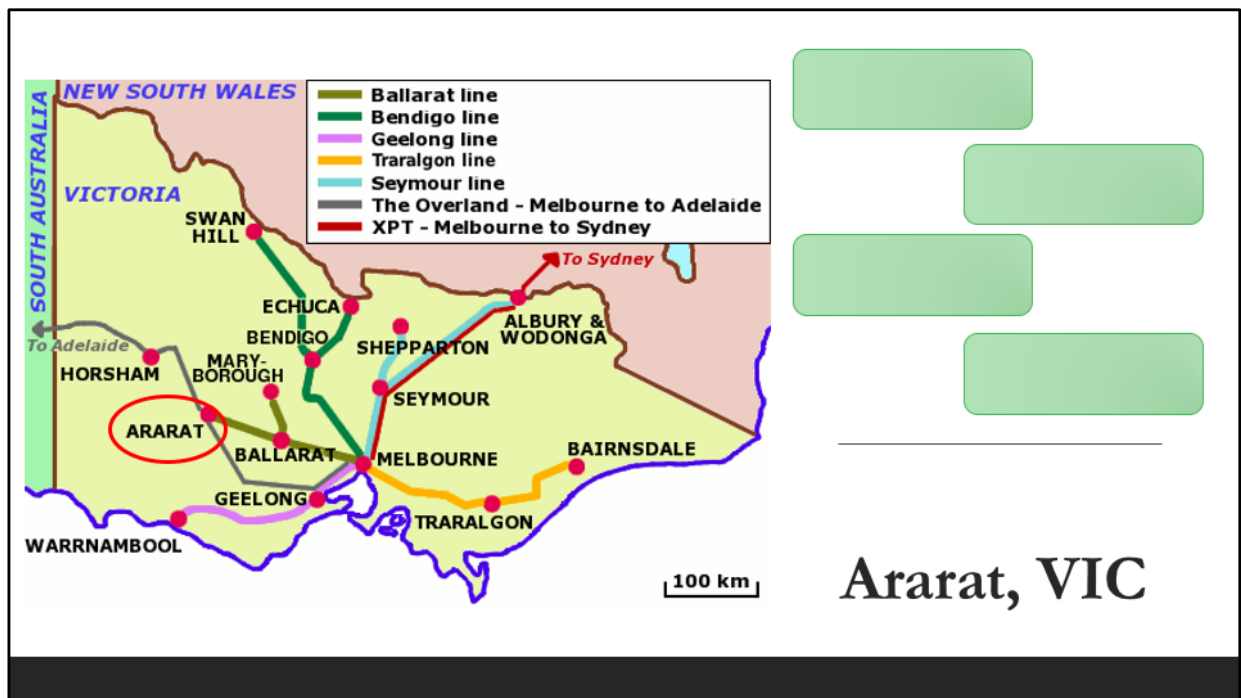 NEW SOUTH WALES
SOUTH AUSTRALIA
VICTORIA
Ballarat line
Bendigo line
Geelong line
Traralgon line
Seymour line
The Overland – Melbourne to Adelaide
XPT – Melbourne to Sydney
SWAN
HILL
To Sydney
ECHUCA
ALBURY &
WODONGA
BENDIGO
SHEPPARTON
To Adelaide
HORSHAM
MARY-
BOROUGH
SEYMOUR
ARARAT
BALLARAT
MELBOURNE
BAIRNSDALE
GEELONG
TRARALGON
WARRNAMBOOL
100 km
Ararat, VIC